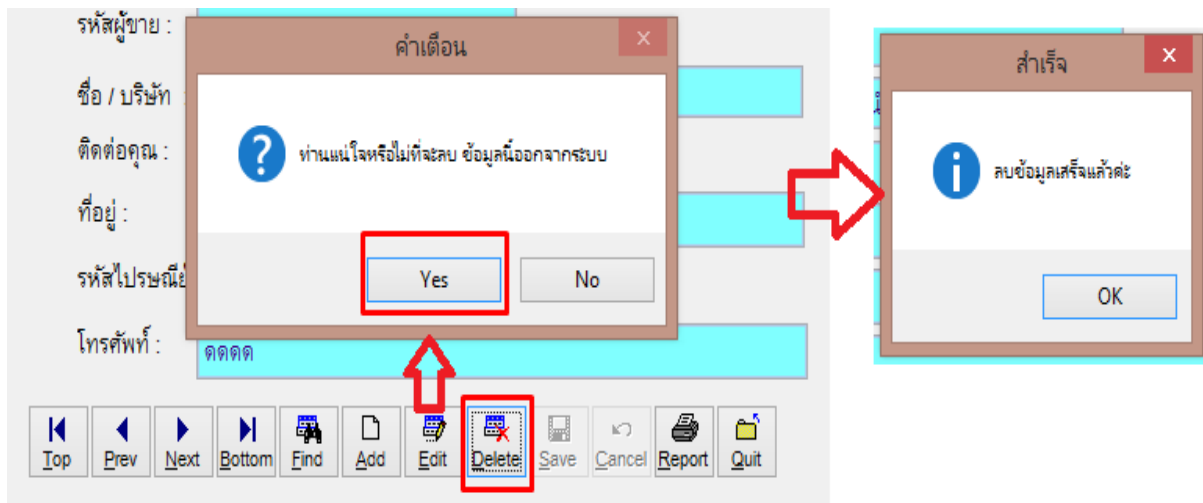 รหัสผู้ขาย :
คำเตือน
X
สำเร็จ
X
ชื่อ / บริษัท :
ติดต่อคุณ :
ท่านแน่ใจหรือไม่ที่จะลบ ข้อมูลนี้ออกจากระบบ
ลบข้อมูลเสร็จแล้วค่ะ
ที่อยู่ :
รหัสไปรษณีย์
Yes
No
OK
โทรศัพท์ :
ดดดด
Top Prev Next Bottom Find Add Edit Delete Save Cancel Report Quit